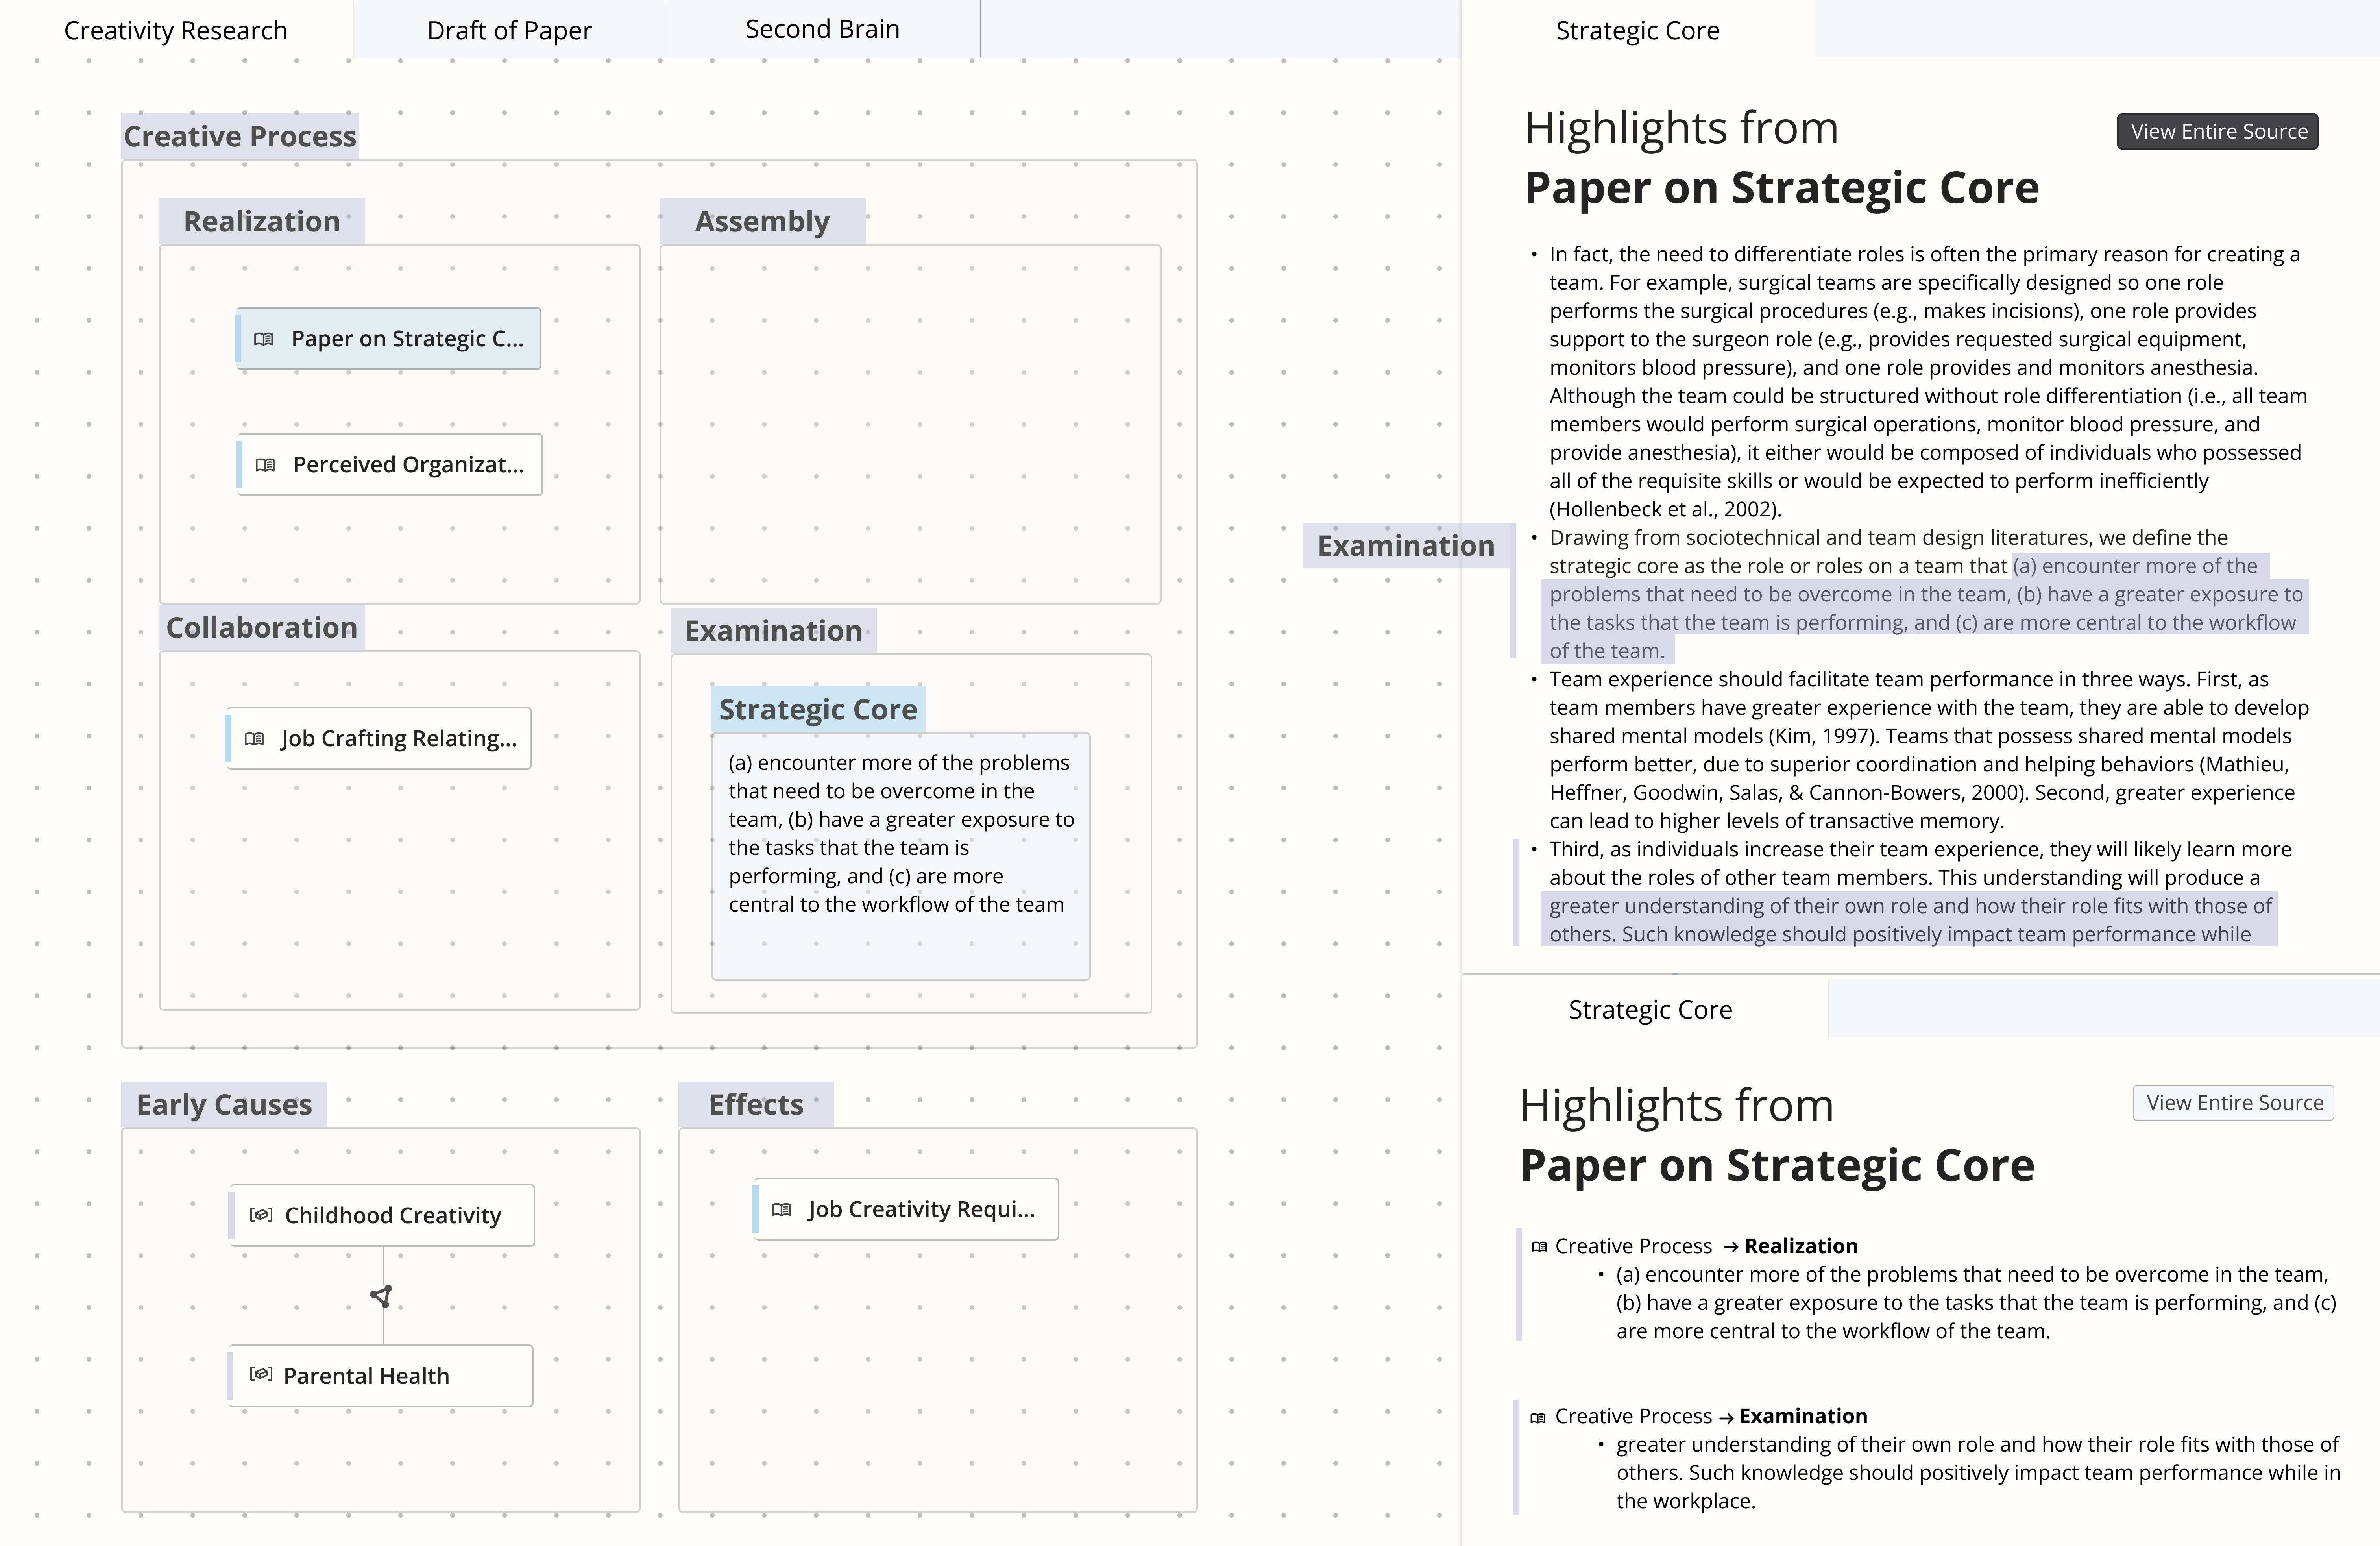 Creativity Research
Draft of Paper
Second Brain
Creative Process
Realization
Paper on Strategic C...
Perceived Organizat...
Assembly
Collaboration
Job Crafting Relating...
Examination
Strategic Core
(a) encounter more of the problems
that need to be overcome in the
team, (b) have a greater exposure to
the tasks that the team is
performing, and (c) are more
central to the workflow of the team
Early Causes
Childhood Creativity
Parental Health
Effects
Job Creativity Requi...
Strategic Core
Highlights from
View Entire Source
Paper on Strategic Core
• In fact, the need to differentiate roles is often the primary reason for creating a
team. For example, surgical teams are specifically designed so one role
performs the surgical procedures (e.g., makes incisions), one role provides
support to the surgeon role (e.g., provides requested surgical equipment,
monitors blood pressure), and one role provides and monitors anesthesia.
Although the team could be structured without role differentiation (i.e., all team
members would perform surgical operations, monitor blood pressure, and
provide anesthesia), it either would be composed of individuals who possessed
all of the requisite skills or would be expected to perform inefficiently
(Hollenbeck et al., 2002).
Examination
• Drawing from sociotechnical and team design literatures, we define the
strategic core as the role or roles on a team that (a) encounter more of the
problems that need to be overcome in the team, (b) have a greater exposure to
the tasks that the team is performing, and (c) are more central to the workflow
of the team.
• Team experience should facilitate team performance in three ways. First, as
team members have greater experience with the team, they are able to develop
shared mental models (Kim, 1997). Teams that possess shared mental models
perform better, due to superior coordination and helping behaviors (Mathieu,
Heffner, Goodwin, Salas, & Cannon-Bowers, 2000). Second, greater experience
can lead to higher levels of transactive memory.
• Third, as individuals increase their team experience, they will likely learn more
about the roles of other team members. This understanding will produce a
greater understanding of their own role and how their role fits with those of
others. Such knowledge should positively impact team performance while
Strategic Core
Highlights from
View Entire Source
Paper on Strategic Core
Creative Process → Realization
• (a) encounter more of the problems that need to be overcome in the team,
(b) have a greater exposure to the tasks that the team is performing, and (c)
are more central to the workflow of the team.
Creative Process → Examination
• greater understanding of their own role and how their role fits with those of
others. Such knowledge should positively impact team performance while in
the workplace.